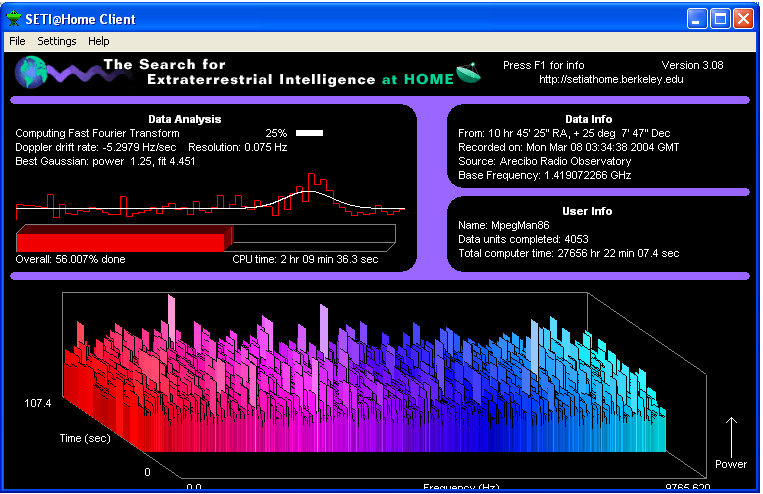 SETI@Home Client
File Settings Help
The Search for
Extraterrestrial Intelligence at HOME
Press F1 for info Version 3.08
http://setiathome.berkeley.edu
Data Analysis
Computing Fast Fourier Transform 25%
Doppler drift rate: -5.2979 Hz/sec Resolution: 0.075 Hz
Best Gaussian: power 1.25, fit 4.451
Overall: 56.007% done CPU time: 2 hr 09 min 36.3 sec
Data Info
From: 10 hr 45' 25" RA, + 25 deg 7' 47" Dec
Recorded on: Mon Mar 08 03:34:38 2004 GMT
Source: Arecibo Radio Observatory
Base Frequency: 1.419072266 GHz
User Info
Name: MpegMan86
Data units completed: 4053
Total computer time: 27656 hr 22 min 07.4 sec
107.4
Time (sec)
0
0.0 Frequency (Hz) 9765.620
Power